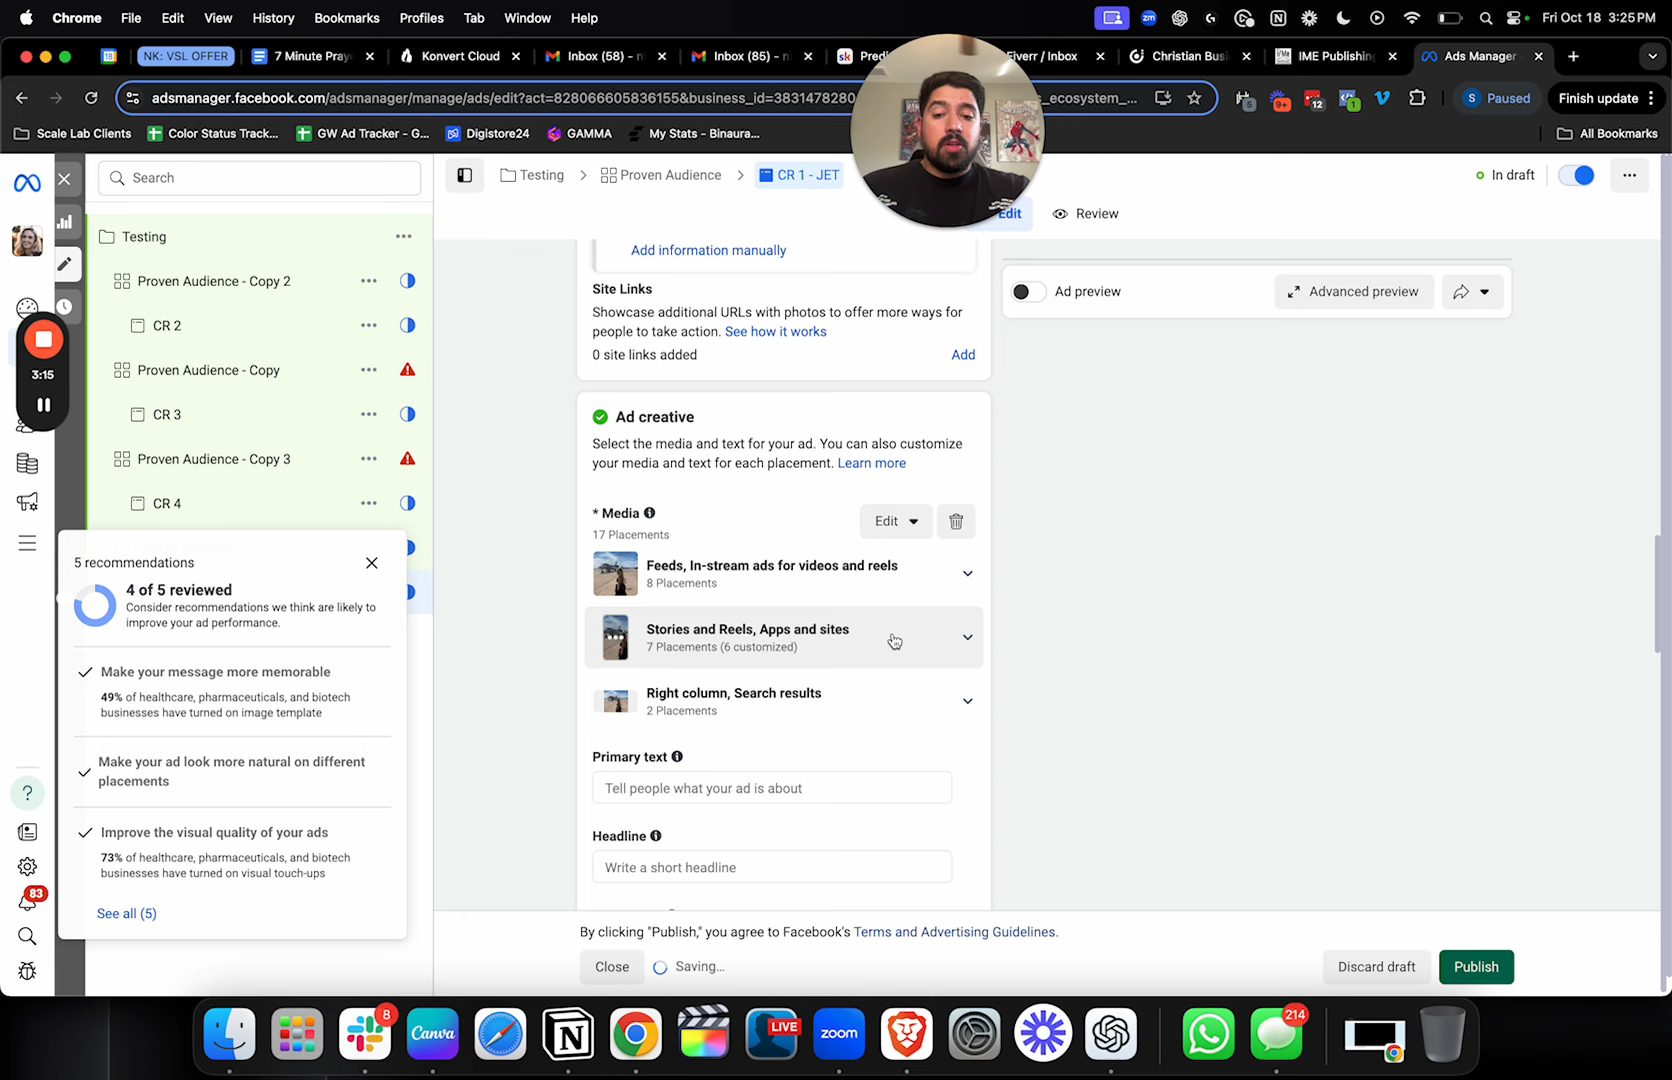 Chrome File Edit View History Bookmarks Profiles Tab Window Help
zm
Fri Oct 18 3:25PM
NK: VSL OFFER
7 Minute Pray
Konvert Cloud
Inbox (58) - n
Inbox (85) -
sk Predi
Fiverr / Inbox
Christian Busi
IME Publishing
Ads Manager
adsmanager.facebook.com/adsmanager/manage/ads/edit?act=828066605836155&business_id=3831478280
s_ecosystem_...
5
9+
12
1
S Paused
Finish update
Scale Lab Clients
Color Status Track...
GW Ad Tracker - G...
Digistore24
GAMMA
My Stats - Binaura...
All Bookmarks
Search
Testing
Proven Audience
CR 1 - JET
In draft
Edit
Review
Testing
Proven Audience - Copy 2
CR 2
Proven Audience - Copy
CR 3
Proven Audience - Copy 3
CR 4
3:15
5 recommendations
4 of 5 reviewed
Consider recommendations we think are likely to
improve your ad performance.
Make your message more memorable
49% of healthcare, pharmaceuticals, and biotech
businesses have turned on image template
Make your ad look more natural on different
placements
Improve the visual quality of your ads
73% of healthcare, pharmaceuticals, and biotech
businesses have turned on visual touch-ups
See all (5)
83
Add information manually
Site Links
Showcase additional URLs with photos to offer more ways for
people to take action. See how it works
0 site links added
Add
Ad creative
Select the media and text for your ad. You can also customize
your media and text for each placement. Learn more
* Media
17 Placements
Edit
Feeds, In-stream ads for videos and reels
8 Placements
Stories and Reels, Apps and sites
7 Placements (6 customized)
Right column, Search results
2 Placements
Primary text
Tell people what your ad is about
Headline
Write a short headline
Ad preview
Advanced preview
By clicking "Publish," you agree to Facebook's Terms and Advertising Guidelines.
Close
Saving...
Discard draft
Publish
8
Canva
LIVE
zoom
214